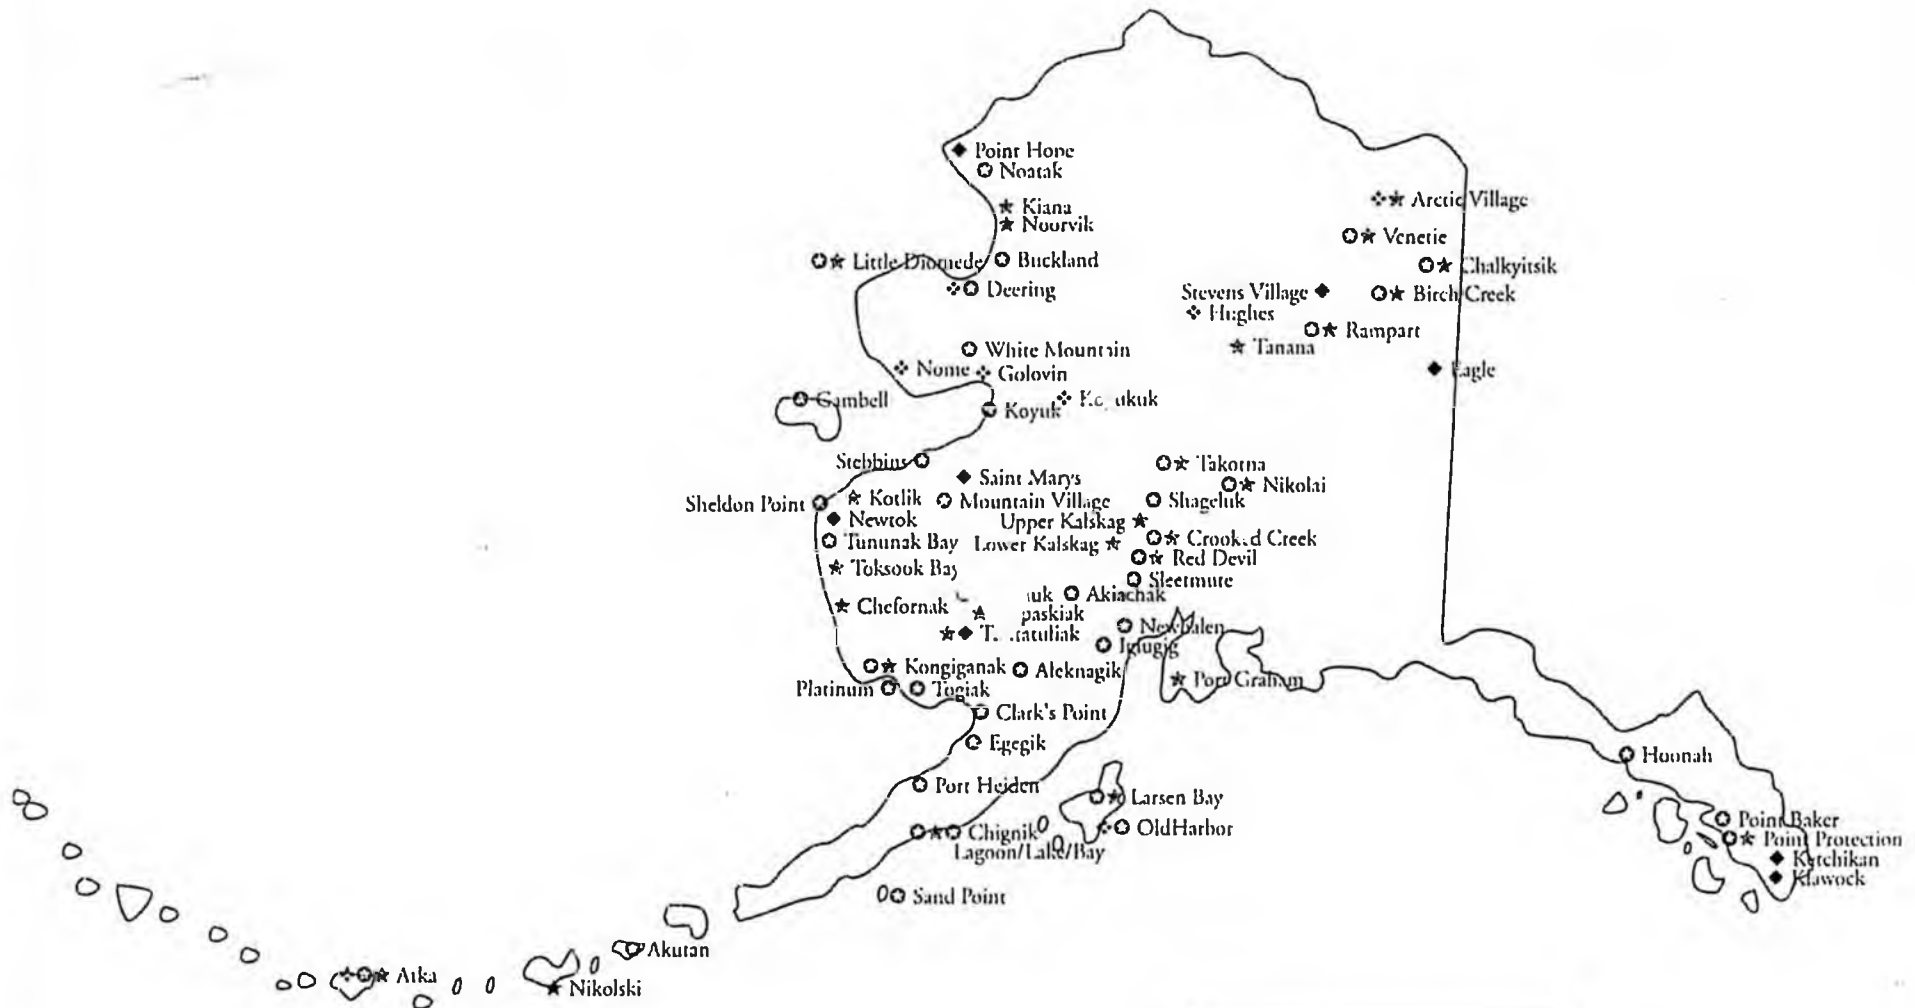 Point Hope
Noatak
Kiana
Noorvik
Arctic Village
Venetie
Little Diomede
Buckland
Chalkyitsik
Deering
Stevens Village
Birch Creek
Hughes
Rampart
Tanana
White Mountain
Nome
Golovin
Eagle
Gambell
Koyuk
Stebbins
Takotna
Saint Marys
Nikolai
Sheldon Point
Kotlik
Mountain Village
Shageluk
Newtok
Upper Kalskag
Tununak Bay
Lower Kalskag
Crooked Creek
Red Devil
Toksook Bay
Sleetmute
Akiachak
Chefornak
Newhalen
Igiugig
Kongiganak
Aleknagik
Port Graham
Platinum
Togiak
Clark's Point
Egegik
Hoonah
Port Heiden
Larsen Bay
Point Baker
OldHarbor
Chignik
Lagoon/Lake/Bay
Point Protection
Ketchikan
Klawock
Sand Point
Akutan
Atka
Nikolski